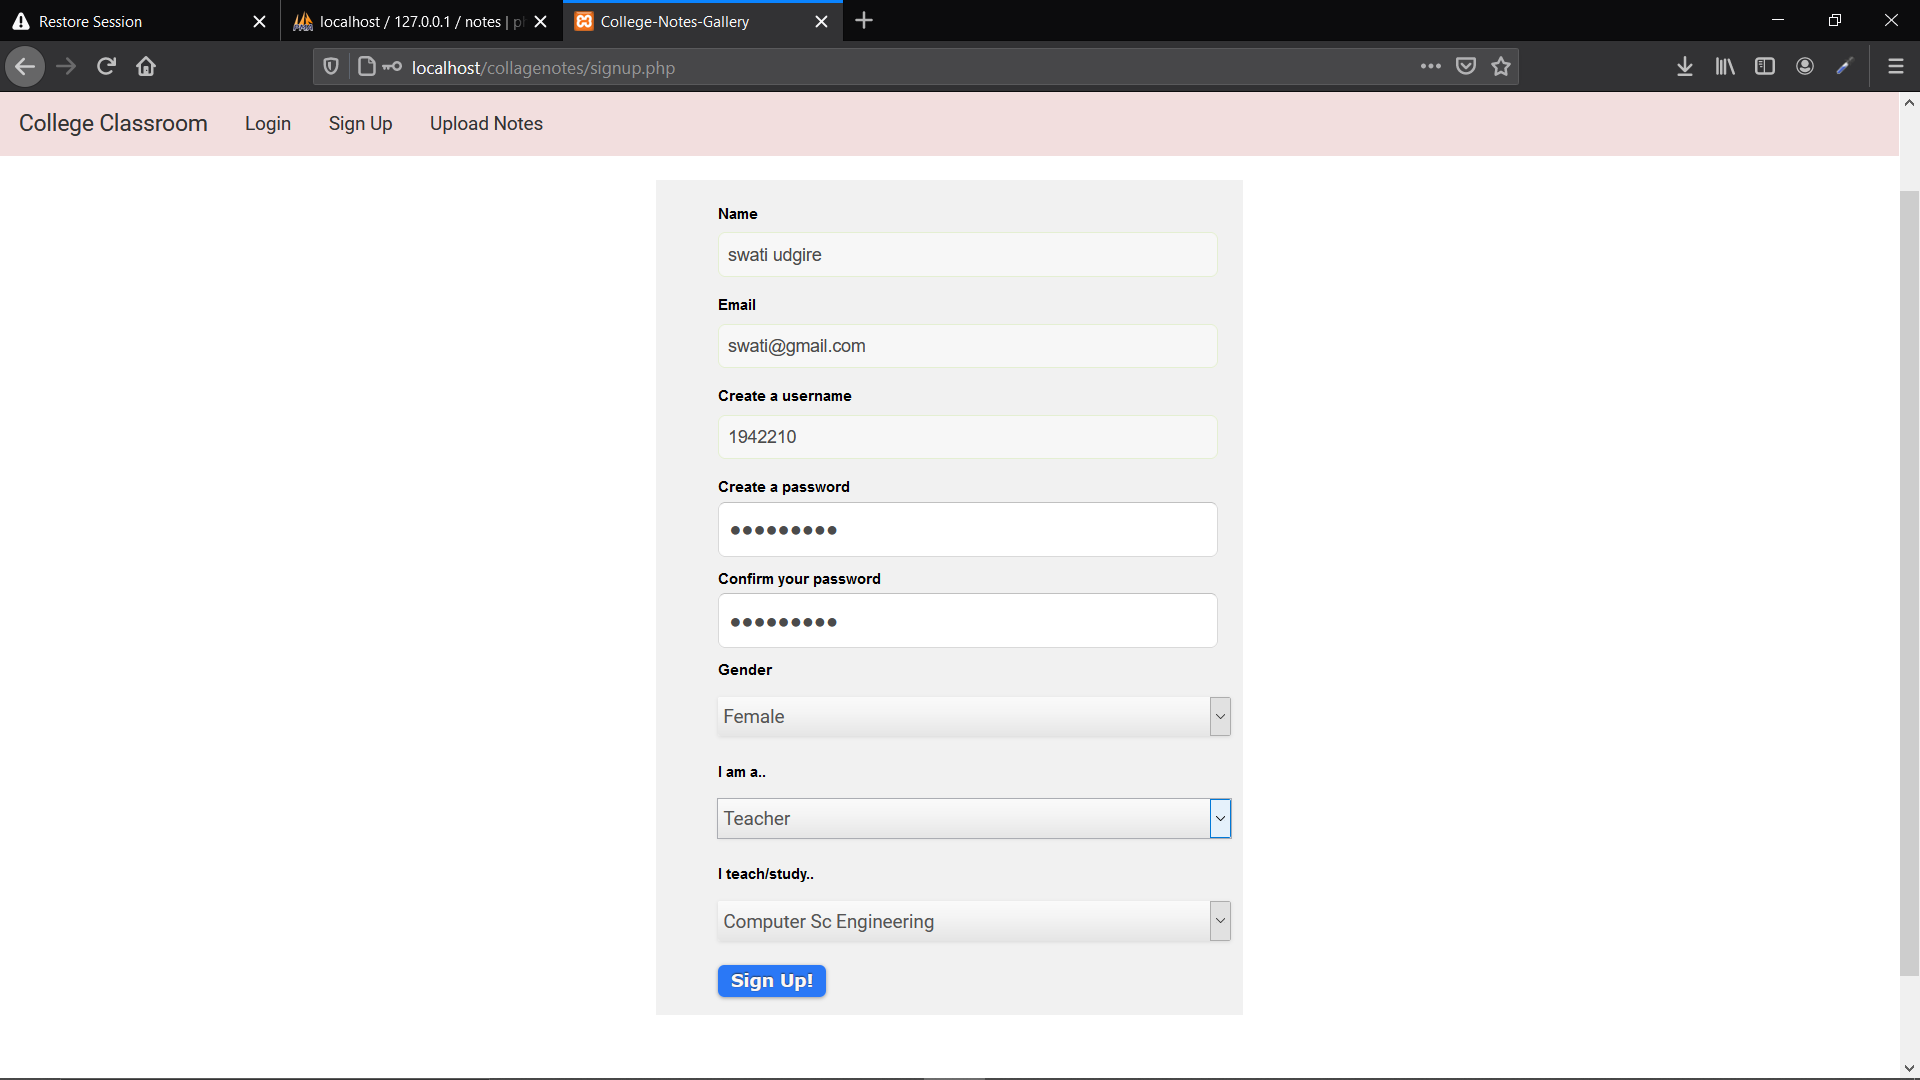 Restore Session
localhost / 127.0.0.1 / notes | ph
College-Notes-Gallery
localhost/collagenotes/signup.php
College Classroom Login Sign Up Upload Notes
Name
swati udgire
Email
swati@gmail.com
Create a username
1942210
Create a password
●●●●●●●●●
Confirm your password
●●●●●●●●●
Gender
Female
I am a..
Teacher
I teach/study..
Computer Sc Engineering
Sign Up!